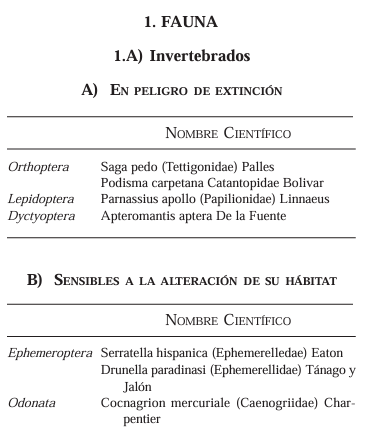 1. FAUNA
1.A) Invertebrados
A) EN PELIGRO DE EXTINCIÓN
NOMBRE CIENTÍFICO
Orthoptera Saga pedo (Tettigonidae) Palles
Podisma carpetana Catantopidae Bolivar
Lepidoptera Parnassius apollo (Papilionidae) Linnaeus
Dyctyoptera Apteromantis aptera De la Fuente
B) SENSIBLES A LA ALTERACIÓN DE SU HÁBITAT
NOMBRE CIENTÍFICO
Ephemeroptera Serratella hispanica (Ephemerelledae) Eaton
Drunella paradinasi (Ephemerellidae) Tánago y
Jalón
Odonata Cocnagrion mercuriale (Caenogriidae) Char-
pentier